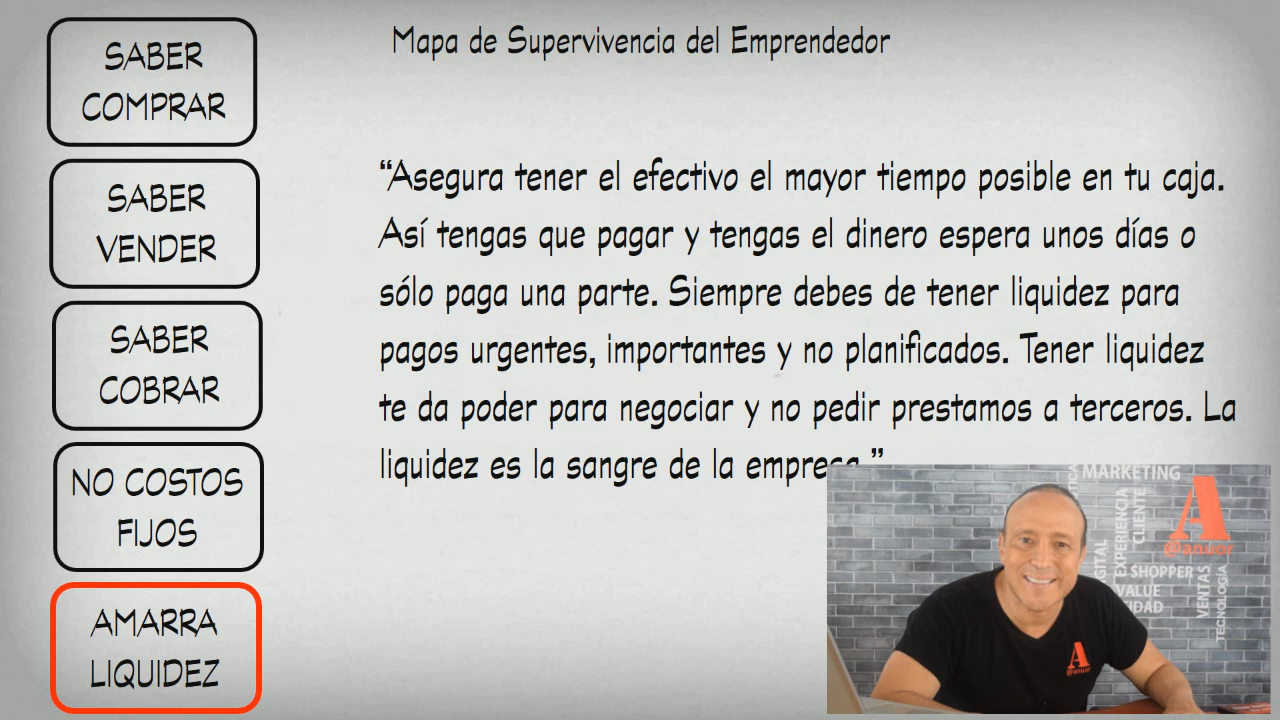 Mapa de Supervivencia del Emprendedor
SABER
COMPRAR
SABER
VENDER
SABER
COBRAR
NO COSTOS
FIJOS
AMARRA
LIQUIDEZ
“Asegura tener el efectivo el mayor tiempo posible en tu caja.
Así tengas que pagar y tengas el dinero espera unos días o
sólo paga una parte. Siempre debes de tener liquidez para
pagos urgentes, importantes y no planificados. Tener liquidez
te da poder para negociar y no pedir prestamos a terceros. La
liquidez es la sangre de la empresa.”
MARKETING
EXPERIENCIA
CLIENTE
A
@anuor
SHOPPER
VALUE
VENTAS
TECNOLOGÍA
A
@anuor